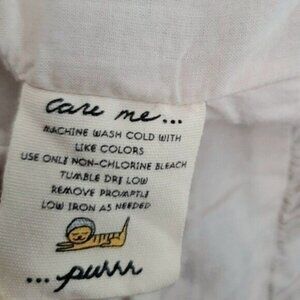 care me...
MACHINE WASH COLD WITH
LIKE COLORS
USE ONLY NON-CHLORINE BLEACH
TUMBLE DRY LOW
REMOVE PROMPTLY
LOW IRON AS NEEDED
... purrr